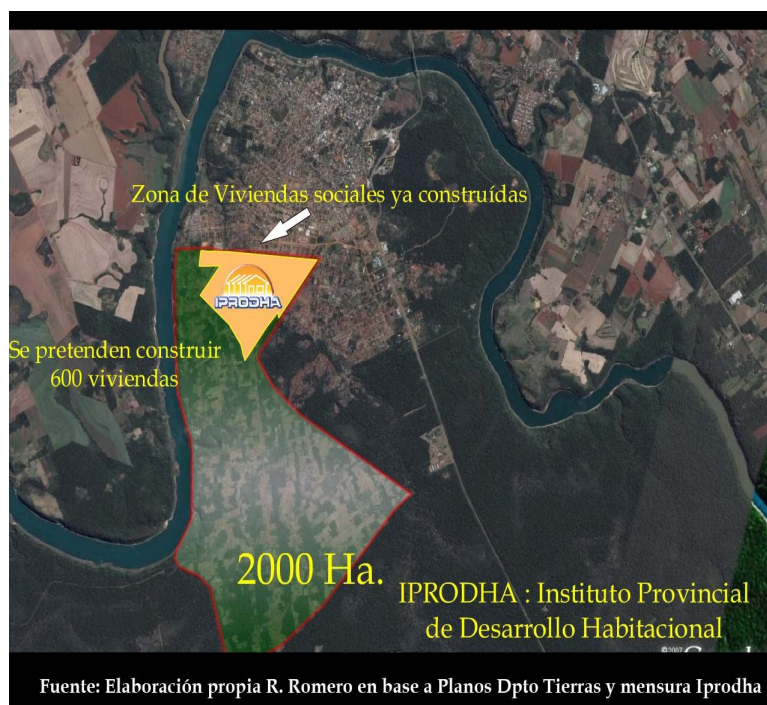 Zona de Viviendas sociales ya construídas
IPRODHA
Se pretenden construir
600 viviendas
2000 Ha.
IPRODHA : Instituto Provincial
de Desarrollo Habitacional
©2007
Fuente: Elaboración propia R. Romero en base a Planos Dpto Tierras y mensura Iprodha